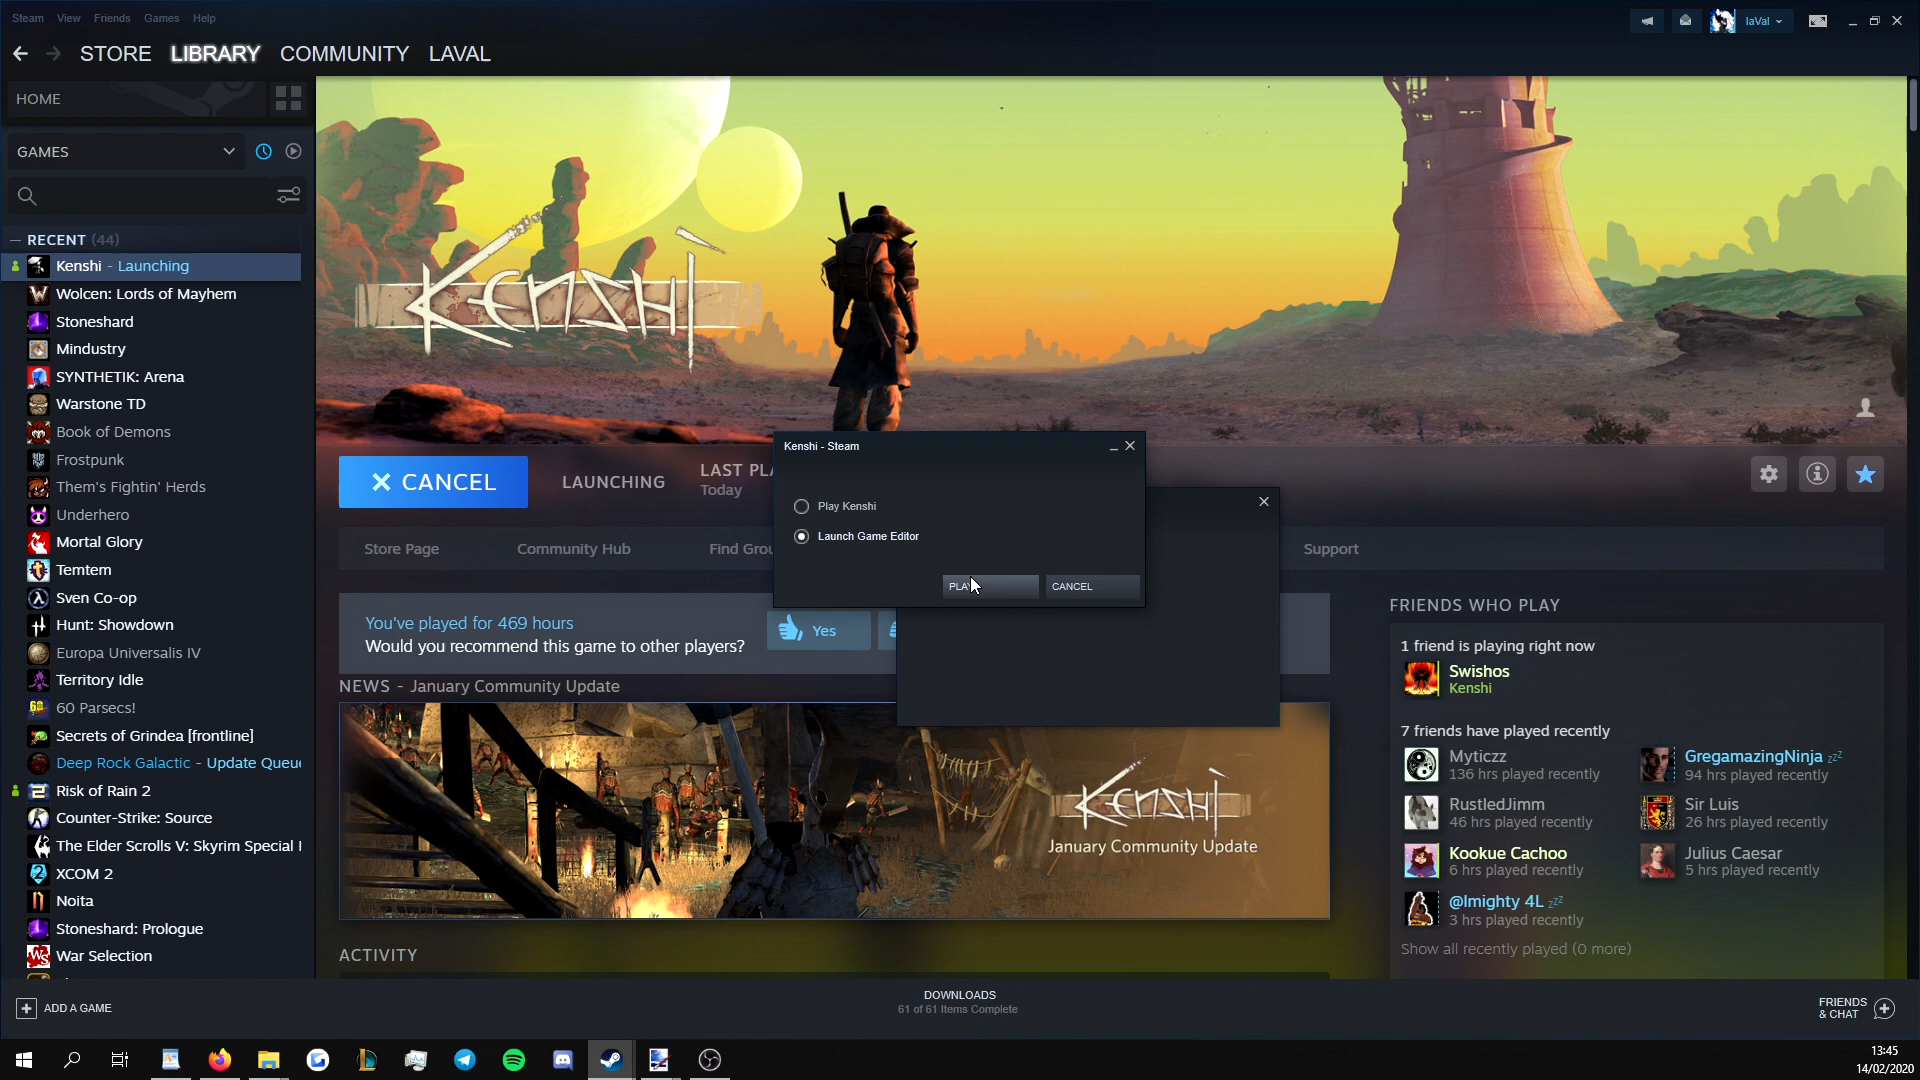 Steam View Friends Games Help
laVal
STORE LIBRARY COMMUNITY LAVAL
HOME
GAMES
RECENT (44)
Kenshi - Launching
Wolcen: Lords of Mayhem
Stoneshard
Mindustry
SYNTHETIK: Arena
Warstone TD
Book of Demons
Frostpunk
Them's Fightin' Herds
Underhero
Mortal Glory
Temtem
Sven Co-op
Hunt: Showdown
Europa Universalis IV
Territory Idle
60 Parsecs!
Secrets of Grindea [frontline]
Deep Rock Galactic - Update Queue
Risk of Rain 2
Counter-Strike: Source
The Elder Scrolls V: Skyrim Special
XCOM 2
Noita
Stoneshard: Prologue
War Selection
ADD A GAME
KENSHI
CANCEL
LAUNCHING
LAST PLA
Today
Kenshi - Steam
Play Kenshi
Launch Game Editor
PLA
CANCEL
Store Page
Community Hub
Find Grou
Support
You've played for 469 hours
Would you recommend this game to other players?
Yes
NEWS - January Community Update
KENSHI
January Community Update
ACTIVITY
FRIENDS WHO PLAY
1 friend is playing right now
Swishos
Kenshi
7 friends have played recently
Myticzz
136 hrs played recently
GregamazingNinja zzz
94 hrs played recently
RustledJimm
46 hrs played recently
Sir Luis
26 hrs played recently
Kookue Cachoo
6 hrs played recently
Julius Caesar
5 hrs played recently
@lmighty 4L zzz
3 hrs played recently
Show all recently played (0 more)
DOWNLOADS
61 of 61 Items Complete
FRIENDS
& CHAT
13:45
14/02/2020